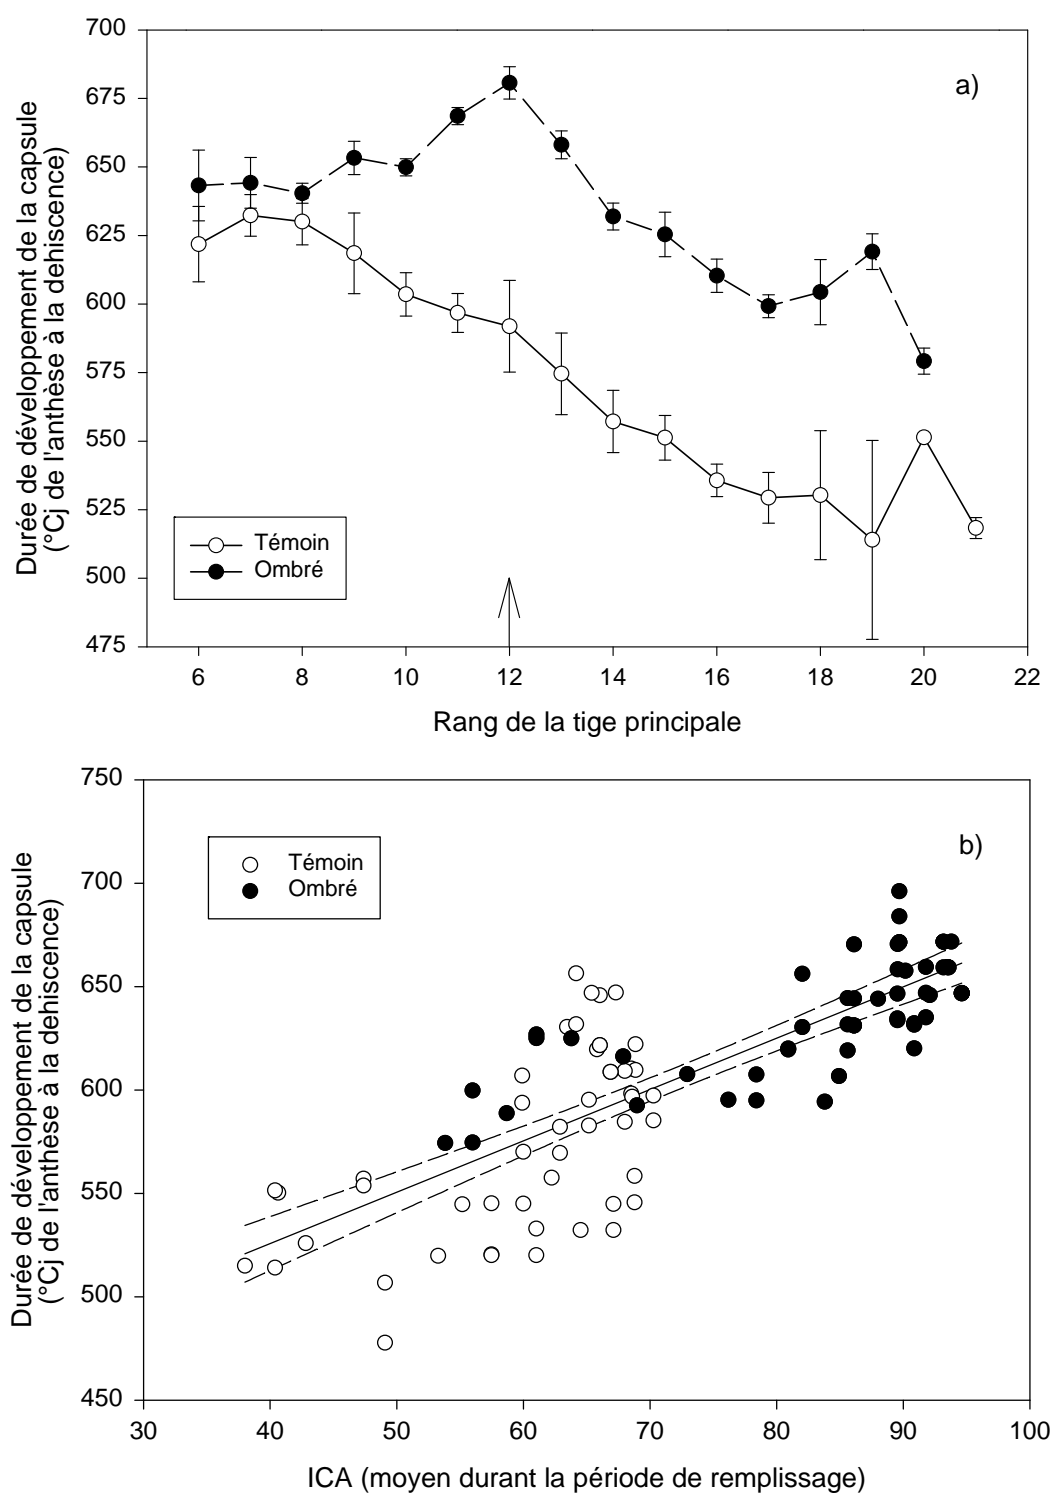 700
675
650
625
600
575
550
525
500
475
Durée de développement de la capsule
(°Cj de l'anthèse à la dehiscence)
a)
Témoin
Ombré
6 8 10 12 14 16 18 20 22
Rang de la tige principale
750
700
650
600
550
500
450
Durée de développement de la capsule
(°Cj de l'anthèse à la dehiscence)
b)
Témoin
Ombré
30 40 50 60 70 80 90 100
ICA (moyen durant la période de remplissage)